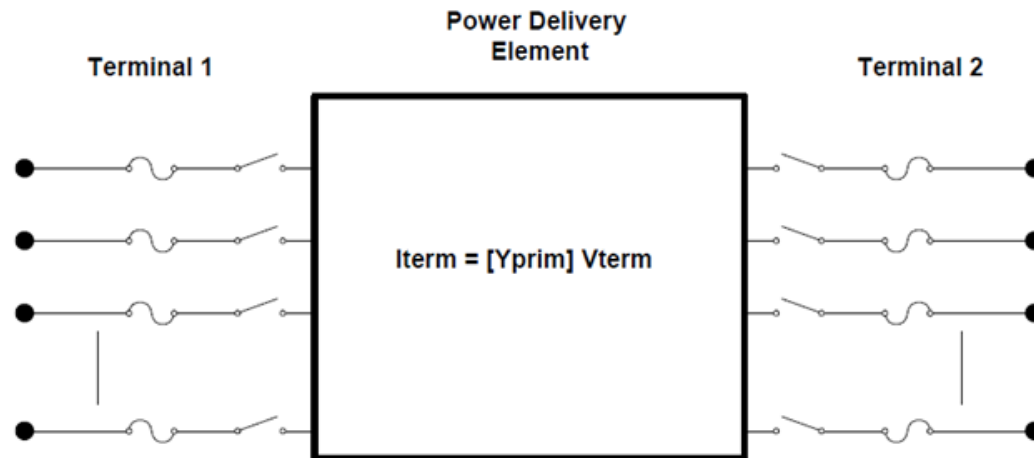 Power Delivery
Element
Terminal 1
Terminal 2
Iterm = [Yprim] Vterm